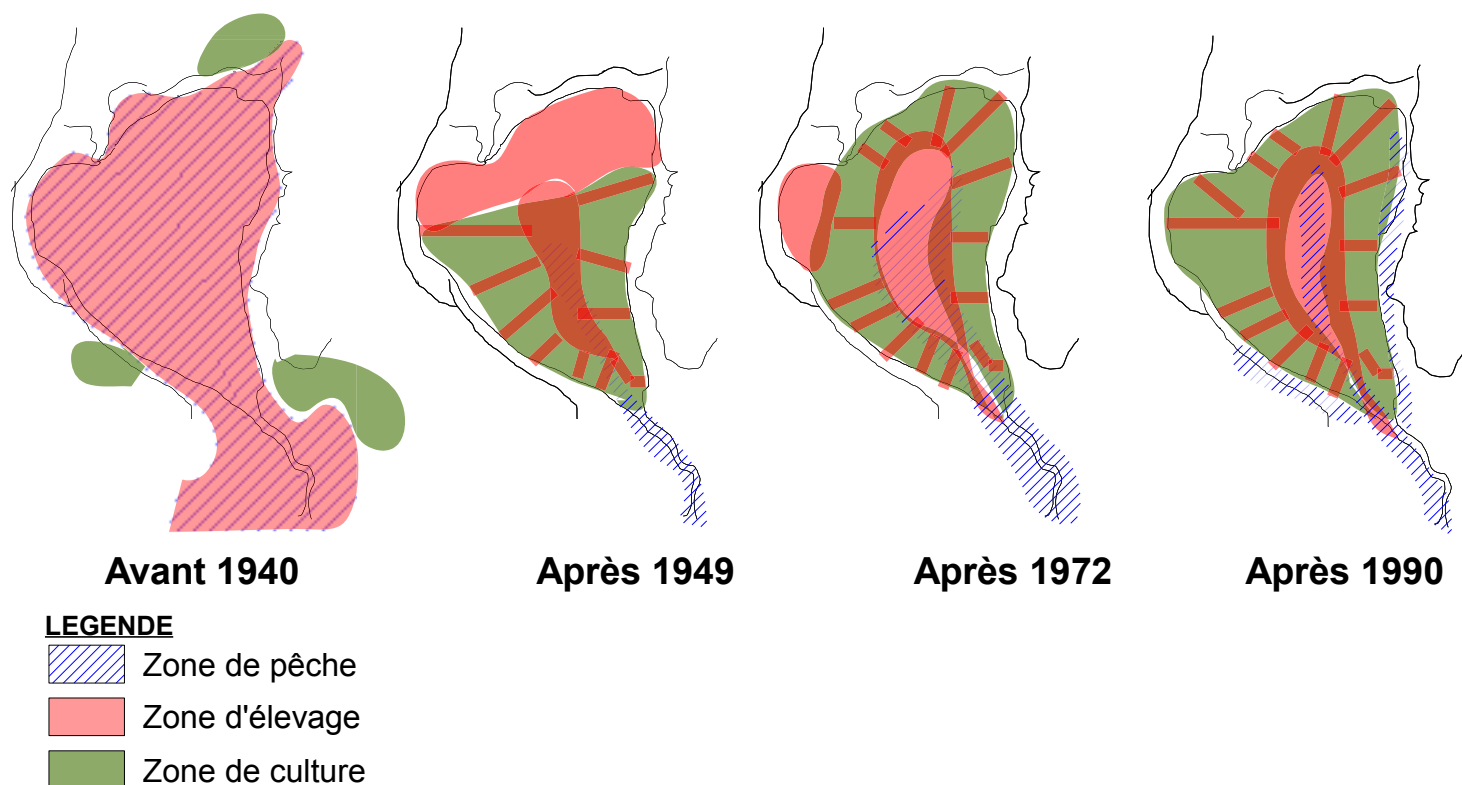 Avant 1940
Après 1949
Après 1972
Après 1990
LEGENDE
Zone de pêche
Zone d'élevage
Zone de culture